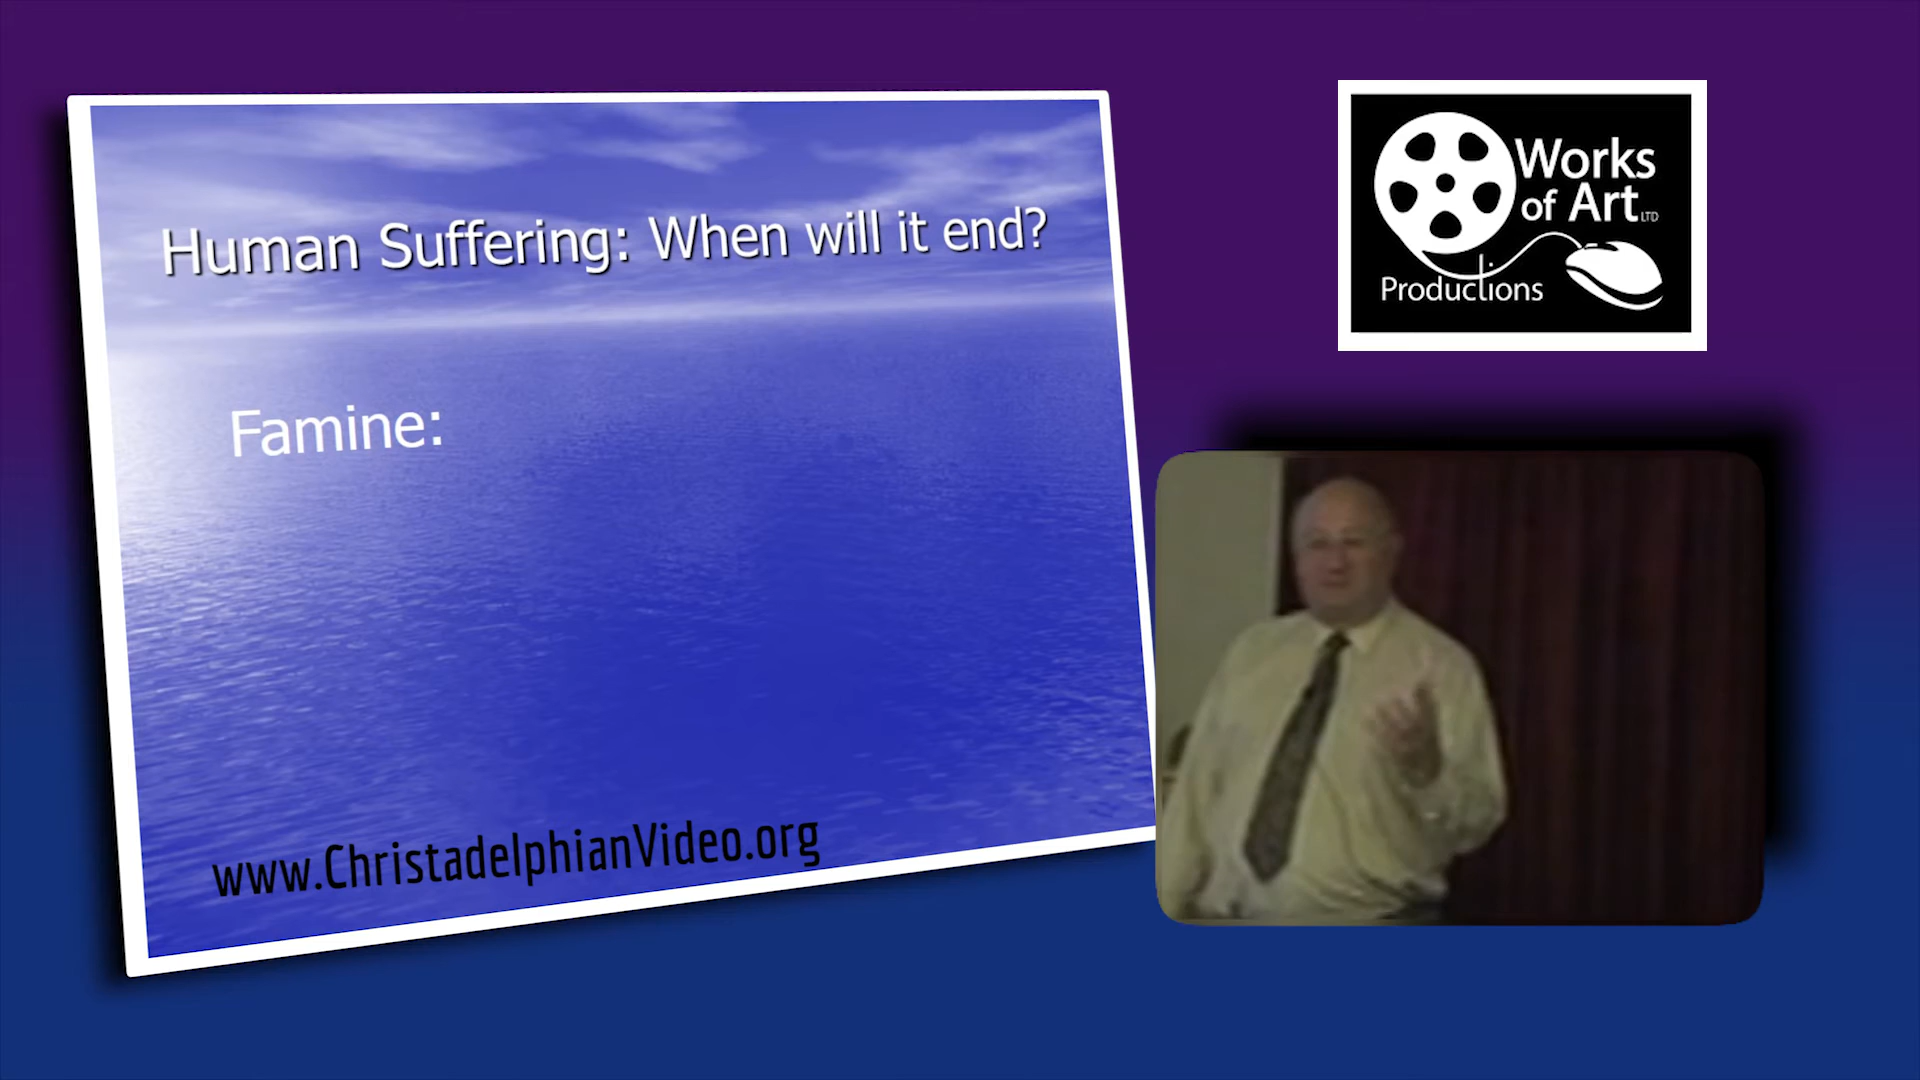 Human Suffering: When will it end?
Famine:
www.ChristadelphianVideo.org
Works
of Art LTD
Productions